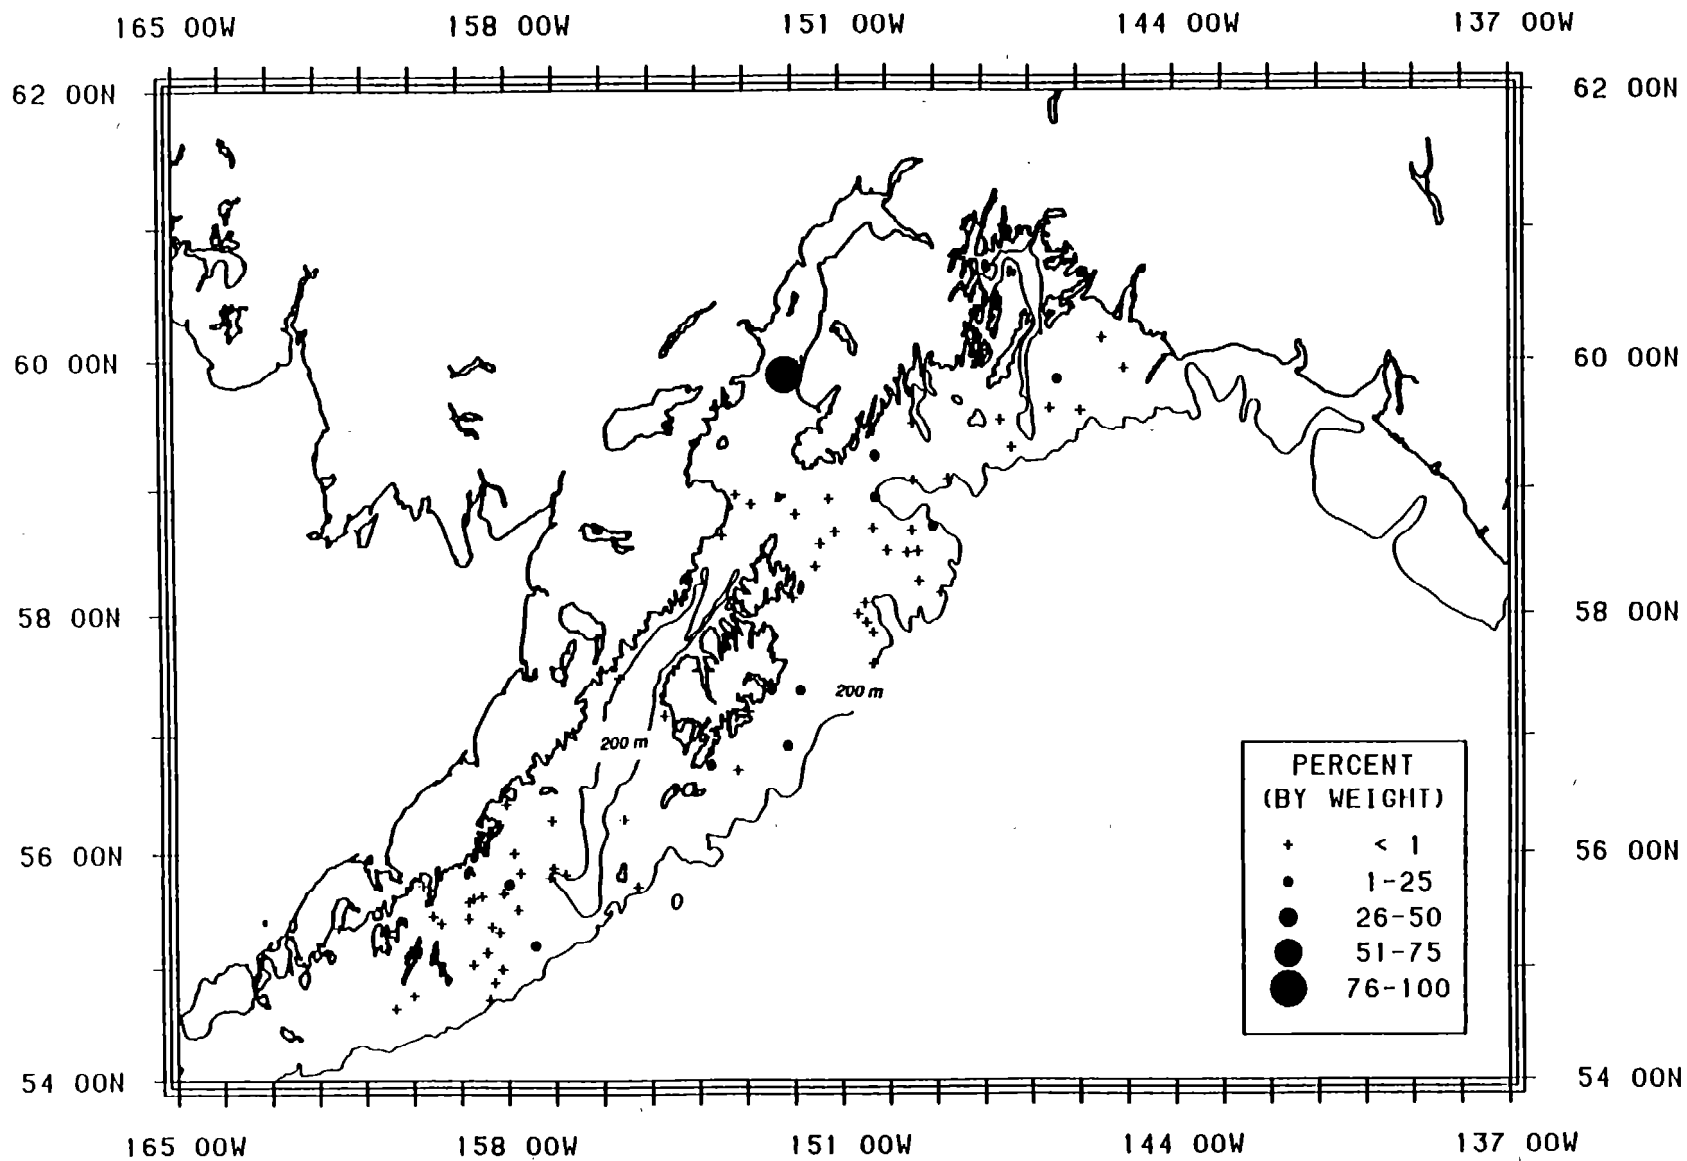 165 00W 158 00W 151 00W 144 00W 137 00W
62 00N 62 00N
60 00N 60 00N
58 00N 58 00N
200 m
200 m
PERCENT
(BY WEIGHT)
+ < 1
1-25
26-50
51-75
76-100
56 00N 56 00N
54 00N 54 00N
165 00W 158 00W 151 00W 144 00W 137 00W